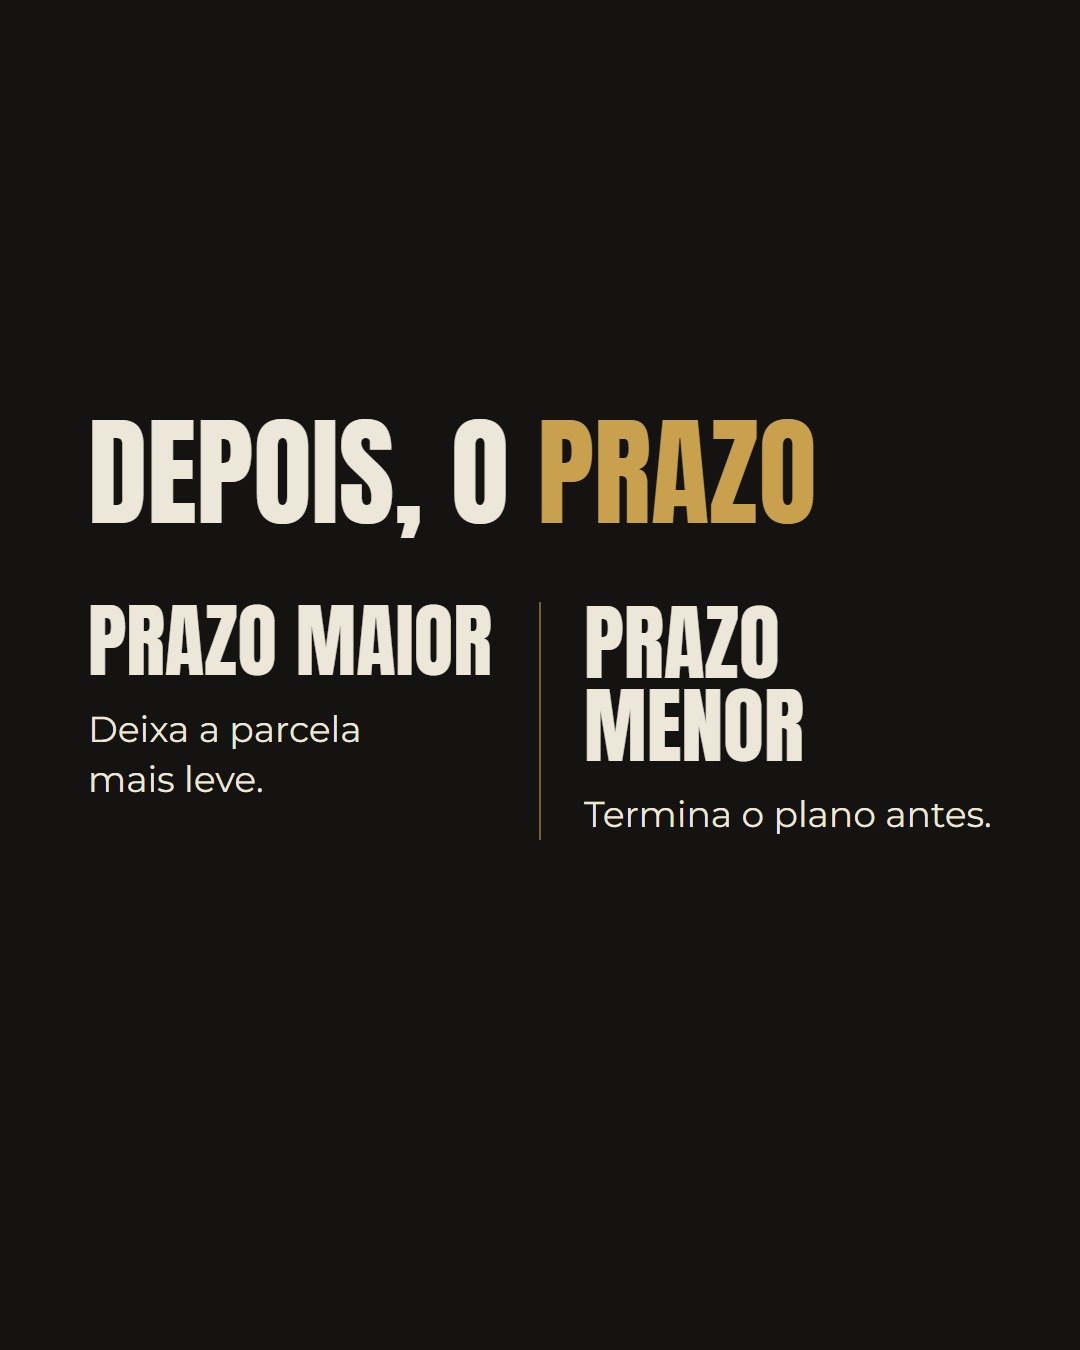 DEPOIS, O PRAZO
PRAZO MAIOR
Deixa a parcela
mais leve.
PRAZO
MENOR
Termina o plano antes.